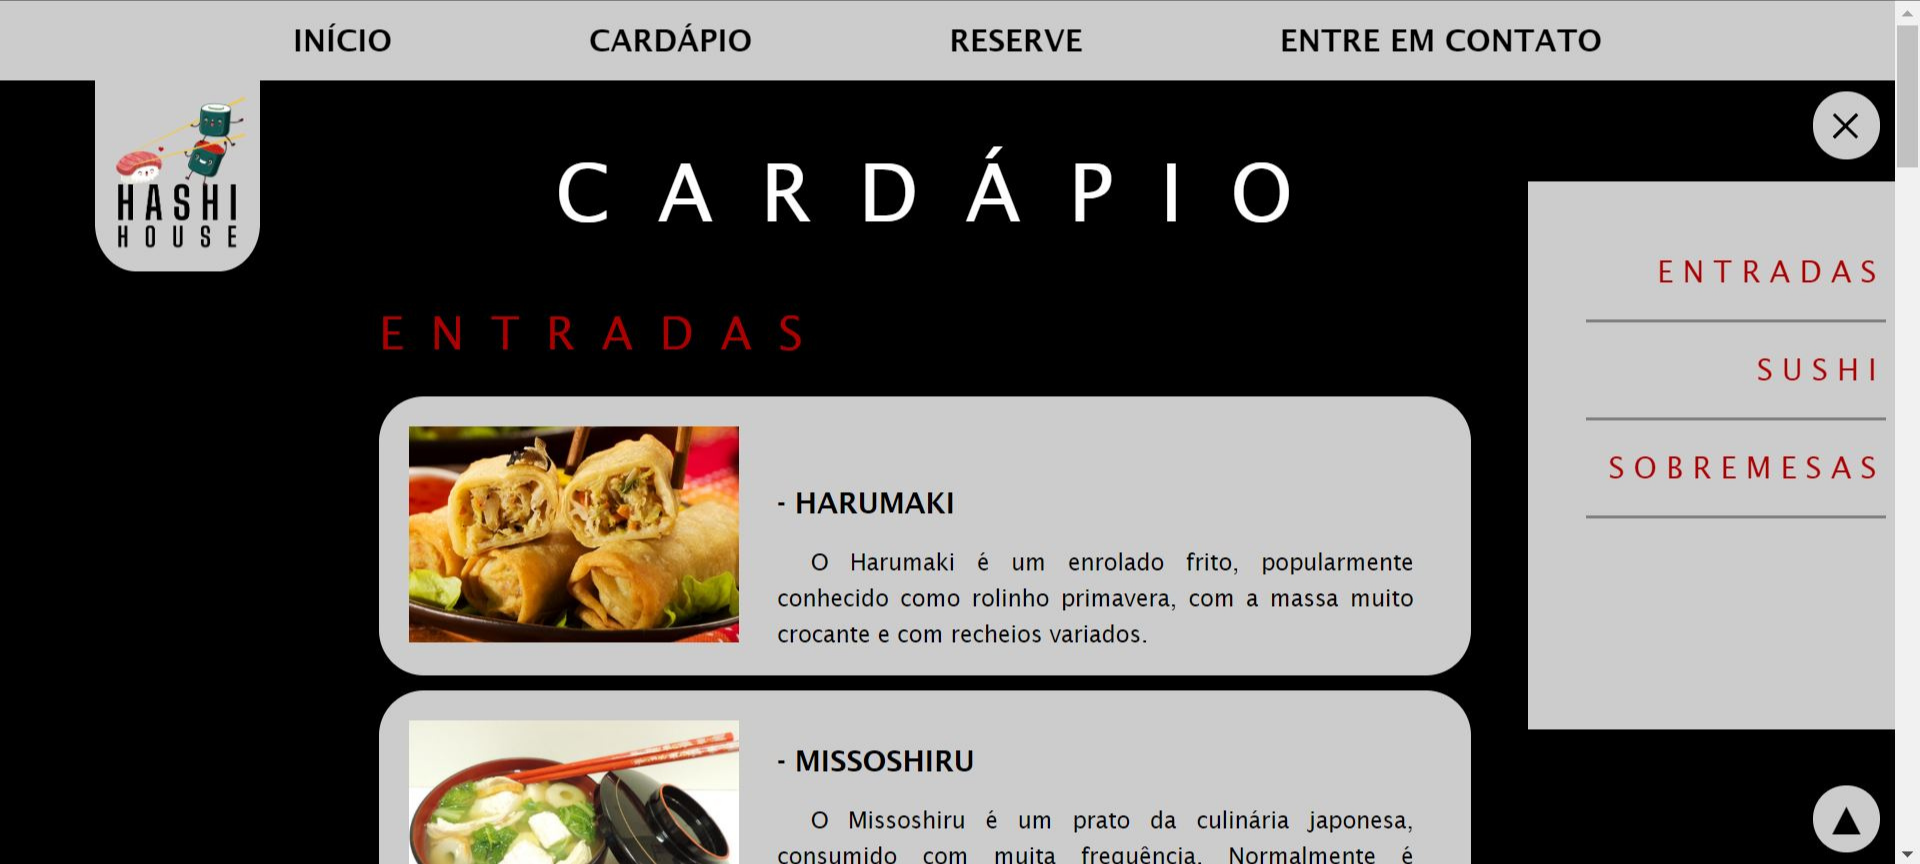 INÍCIO CARDÁPIO RESERVE ENTRE EM CONTATO
HASHI
HOUSE
CARDÁPIO
ENTRADAS
- HARUMAKI
O Harumaki é um enrolado frito, popularmente
conhecido como rolinho primavera, com a massa muito
crocante e com recheios variados.
- MISSOSHIRU
O Missoshiru é um prato da culinária japonesa,
consumido com muita frequência. Normalmente é
ENTRADAS
SUSHI
SOBREMESAS